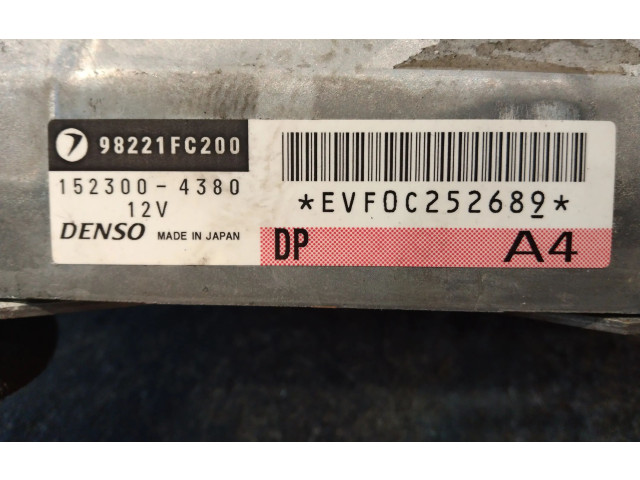 98221FC200
152300-4380
12V
DENSO MADE IN JAPAN
*EVF0C252689*
DP A4